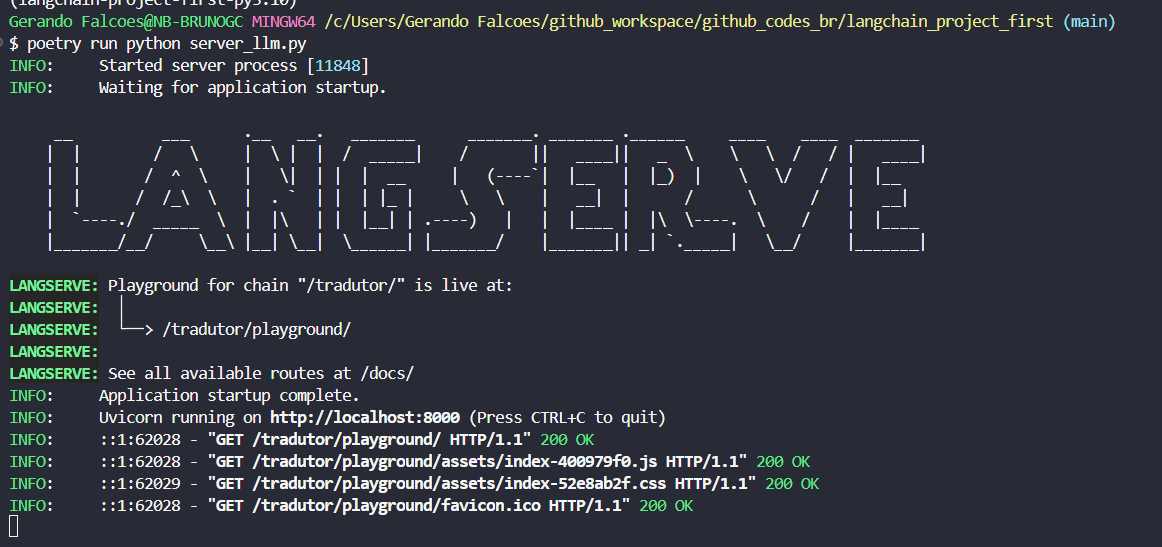 (langchain-project-first-py3.10)
Gerando Falcoes@NB-BRUNOGC MINGW64 /c/Users/Gerando Falcoes/github_workspace/github_codes_br/langchain_project_first (main)
$ poetry run python server_llm.py
INFO:     Started server process [11848]
INFO:     Waiting for application startup.
LANGSERVE
LANGSERVE: Playground for chain "/tradutor/" is live at:
LANGSERVE:  │
LANGSERVE:  └──> /tradutor/playground/
LANGSERVE:
LANGSERVE: See all available routes at /docs/
INFO:     Application startup complete.
INFO:     Uvicorn running on http://localhost:8000 (Press CTRL+C to quit)
INFO:     ::1:62028 - "GET /tradutor/playground/ HTTP/1.1" 200 OK
INFO:     ::1:62028 - "GET /tradutor/playground/assets/index-400979f0.js HTTP/1.1" 200 OK
INFO:     ::1:62029 - "GET /tradutor/playground/assets/index-52e8ab2f.css HTTP/1.1" 200 OK
INFO:     ::1:62028 - "GET /tradutor/playground/favicon.ico HTTP/1.1" 200 OK